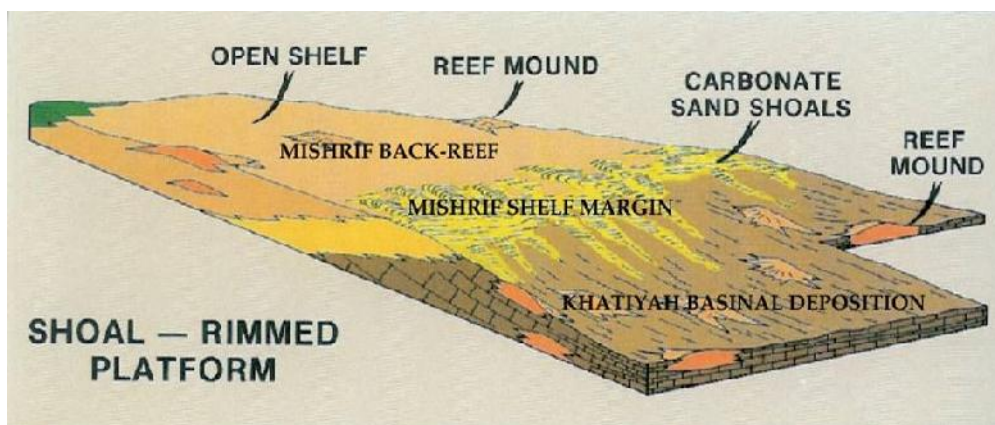 OPEN SHELF
REEF MOUND
CARBONATE
SAND SHOALS
REEF
MOUND
MISHRIF BACK-REEF
MISHRIF SHELF MARGIN
KHATIYAH BASINAL DEPOSITION
SHOAL — RIMMED
PLATFORM